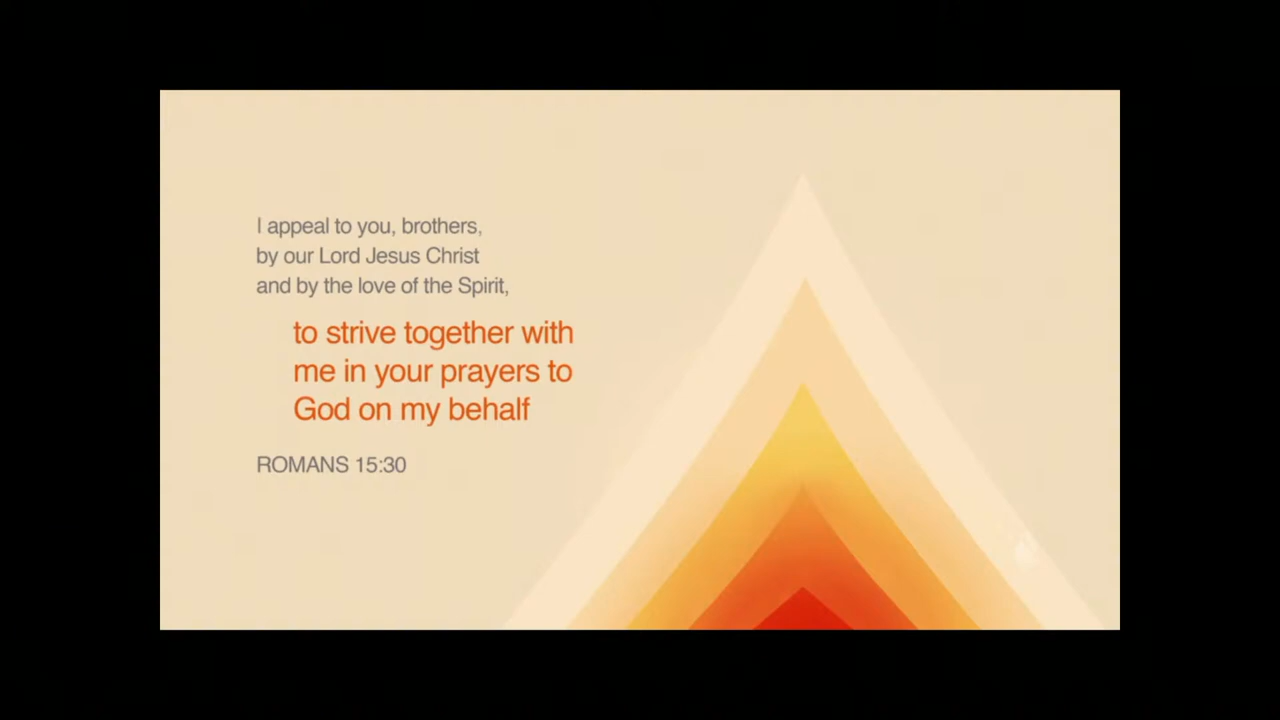 I appeal to you, brothers,
by our Lord Jesus Christ
and by the love of the Spirit,
to strive together with
me in your prayers to
God on my behalf
ROMANS 15:30